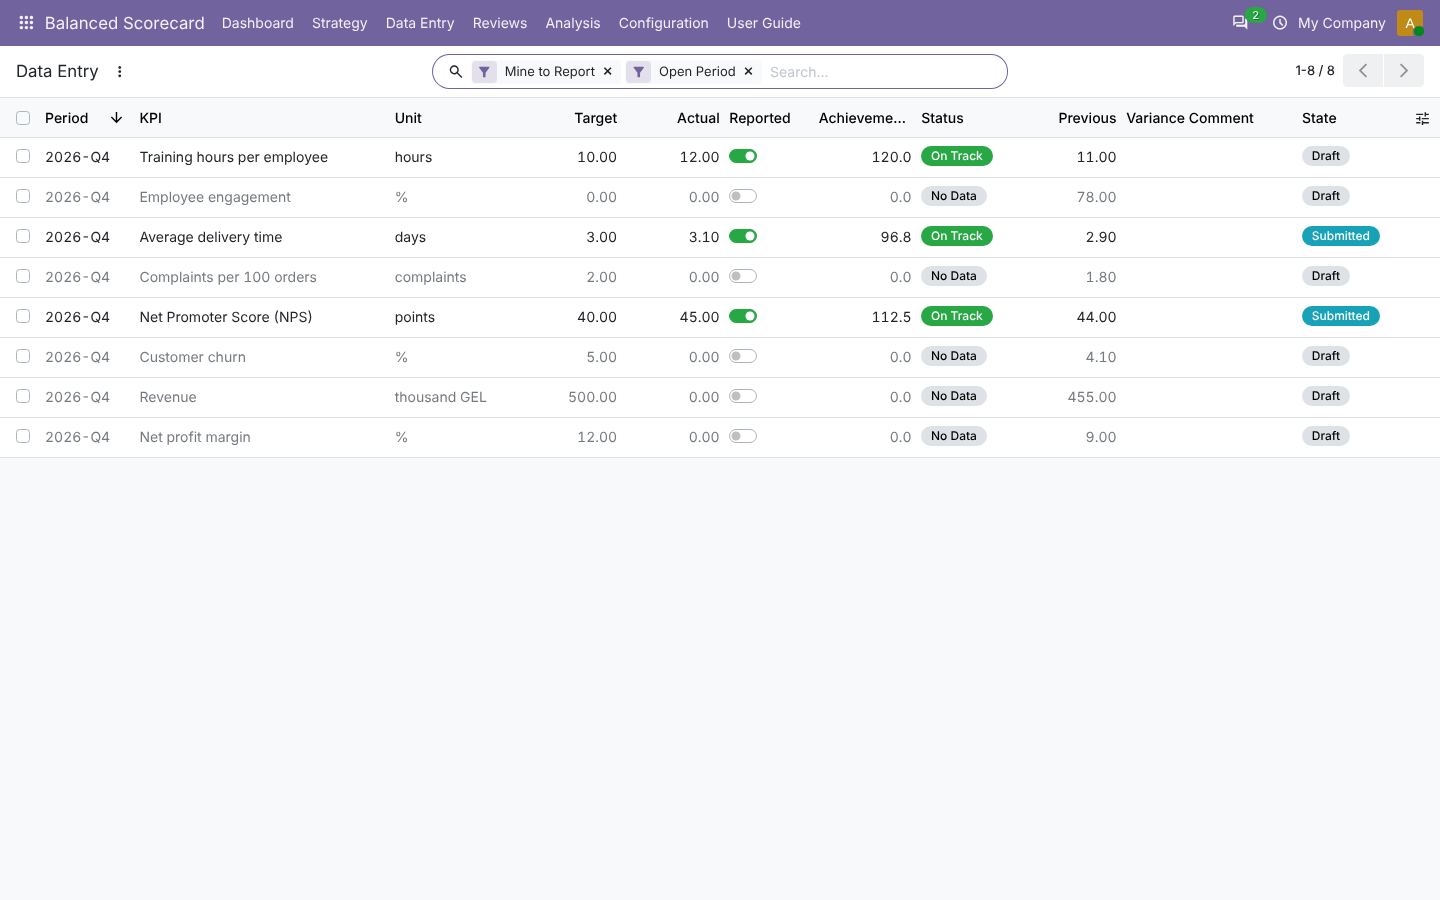 Balanced Scorecard Dashboard Strategy Data Entry Reviews Analysis Configuration User Guide 2 My Company A
Data Entry Mine to Report Open Period Search... 1-8 / 8
Period KPI Unit Target Actual Reported Achieveme... Status Previous Variance Comment State
2026-Q4 Training hours per employee hours 10.00 12.00 120.0 On Track 11.00 Draft
2026-Q4 Employee engagement % 0.00 0.00 0.0 No Data 78.00 Draft
2026-Q4 Average delivery time days 3.00 3.10 96.8 On Track 2.90 Submitted
2026-Q4 Complaints per 100 orders complaints 2.00 0.00 0.0 No Data 1.80 Draft
2026-Q4 Net Promoter Score (NPS) points 40.00 45.00 112.5 On Track 44.00 Submitted
2026-Q4 Customer churn % 5.00 0.00 0.0 No Data 4.10 Draft
2026-Q4 Revenue thousand GEL 500.00 0.00 0.0 No Data 455.00 Draft
2026-Q4 Net profit margin % 12.00 0.00 0.0 No Data 9.00 Draft